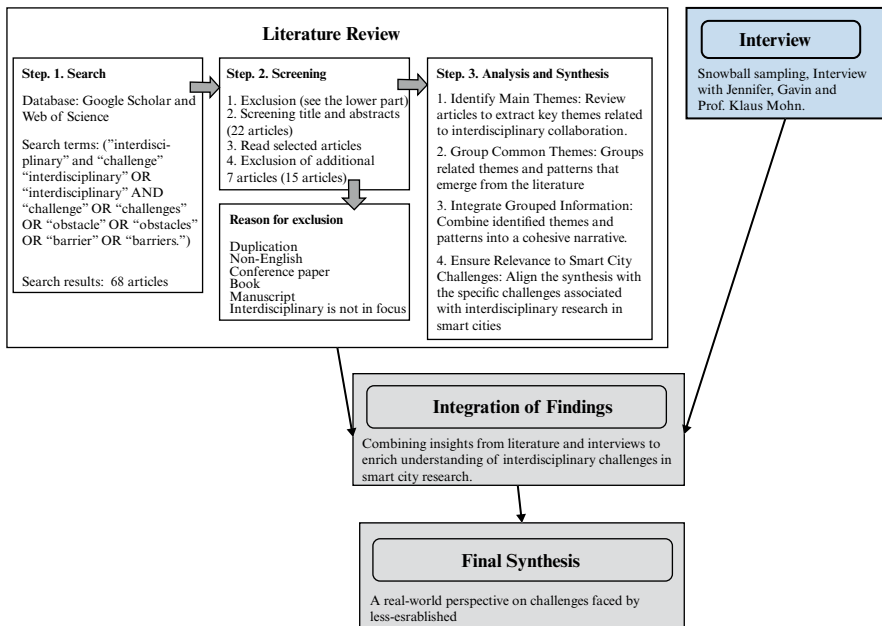 Literature Review
Step. 1. Search
Database: Google Scholar and
Web of Science
Search terms: (”interdisci-
plinary” and “challenge”
“interdisciplinary” OR
“interdisciplinary” AND
“challenge” OR “challenges”
OR “obstacle” OR “obstacles”
OR “barrier” OR “barriers.”)
Search results: 68 articles
Step. 2. Screening
1. Exclusion (see the lower part)
2. Screening title and abstracts
(22 articles)
3. Read selected articles
4. Exclusion of additional
7 articles (15 articles)
Reason for exclusion
Duplication
Non-English
Conference paper
Book
Manuscript
Interdisciplinary is not in focus
Step. 3. Analysis and Synthesis
1. Identify Main Themes: Review
articles to extract key themes related
to interdisciplinary collaboration.
2. Group Common Themes: Groups
related themes and patterns that
emerge from the literature
3. Integrate Grouped Information:
Combine identified themes and
patterns into a cohesive narrative.
4. Ensure Relevance to Smart City
Challenges: Align the synthesis with
the specific challenges associated
with interdisciplinary research in
smart cities
Interview
Snowball sampling, Interview
with Jennifer, Gavin and
Prof. Klaus Mohn.
Integration of Findings
Combining insights from literature and interviews to
enrich understanding of interdisciplinary challenges in
smart city research.
Final Synthesis
A real-world perspective on challenges faced by
less-esrablished